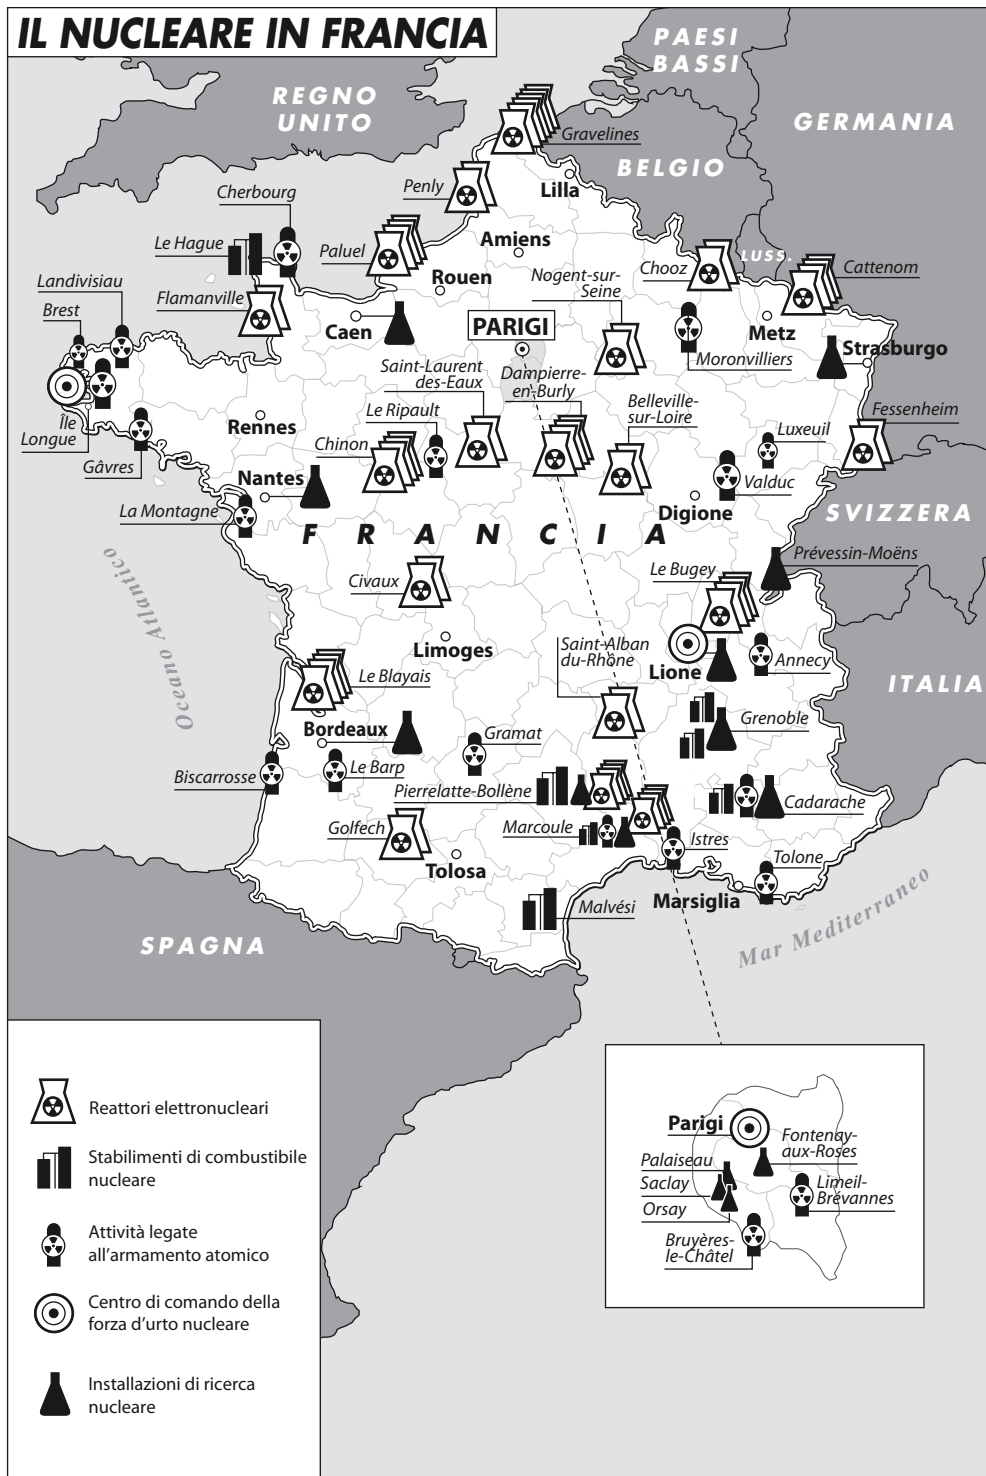 IL NUCLEARE IN FRANCIA
PAESI
BASSI
REGNO
UNITO
GERMANIA
Gravelines
BELGIO
Penly
Lilla
Cherbourg
Le Hague
Paluel
Amiens
LUSS.
Chooz
Cattenom
Landivisiau
Rouen
Nogent-sur-
Seine
Flamanville
Brest
Caen
PARIGI
Metz
Strasburgo
Moronvilliers
Saint-Laurent
des-Eaux
Dampierre-
en-Burly
Belleville-
sur-Loire
Le Ripault
Fessenheim
Île
Longue
Rennes
Chinon
Luxeuil
Gâvres
Nantes
Valduc
La Montagne
Digione
SVIZZERA
FRANCIA
Prévessin-Moëns
Oceano Atlantico
Civaux
Le Bugey
Limoges
Saint-Alban
du-Rhône
Lione
Annecy
Le Blayais
ITALIA
Bordeaux
Gramat
Grenoble
Biscarrosse
Le Barp
Pierrelatte-Bollène
Cadarache
Golfech
Marcoule
Istres
Tolone
Tolosa
Marsiglia
Malvési
Mar Mediterraneo
SPAGNA
Reattori elettronucleari
Stabilimenti di combustibile
nucleare
Attività legate
all'armamento atomico
Centro di comando della
forza d'urto nucleare
Installazioni di ricerca
nucleare
Parigi
Fontenay-
aux-Roses
Palaiseau
Saclay
Orsay
Limeil-
Brévannes
Bruyères-
le-Châtel